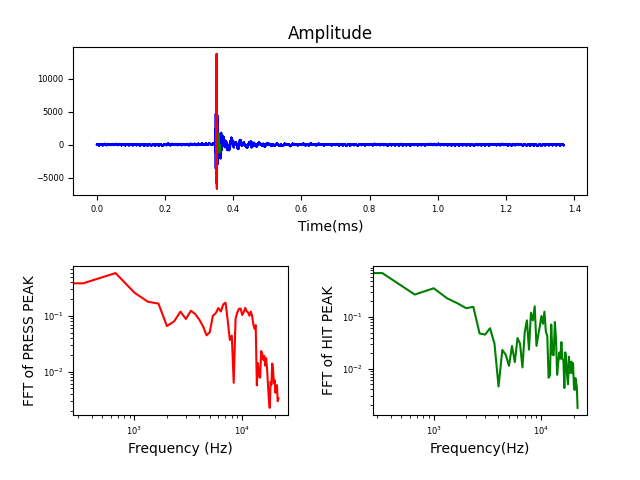 Amplitude
10000
5000
0
−5000
0.0 0.2 0.4 0.6 0.8 1.0 1.2 1.4
Time(ms)
FFT of PRESS PEAK
10⁻¹
10⁻²
10³ 10⁴
Frequency (Hz)
FFT of HIT PEAK
10⁻¹
10⁻²
10³ 10⁴
Frequency(Hz)